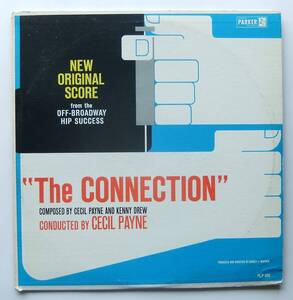 PARKER
NEW
ORIGINAL
SCORE
from the
OFF-BROADWAY
HIP SUCCESS
"The CONNECTION"
COMPOSED BY CECIL PAYNE AND KENNY DREW
CONDUCTED BY CECIL PAYNE
PLP